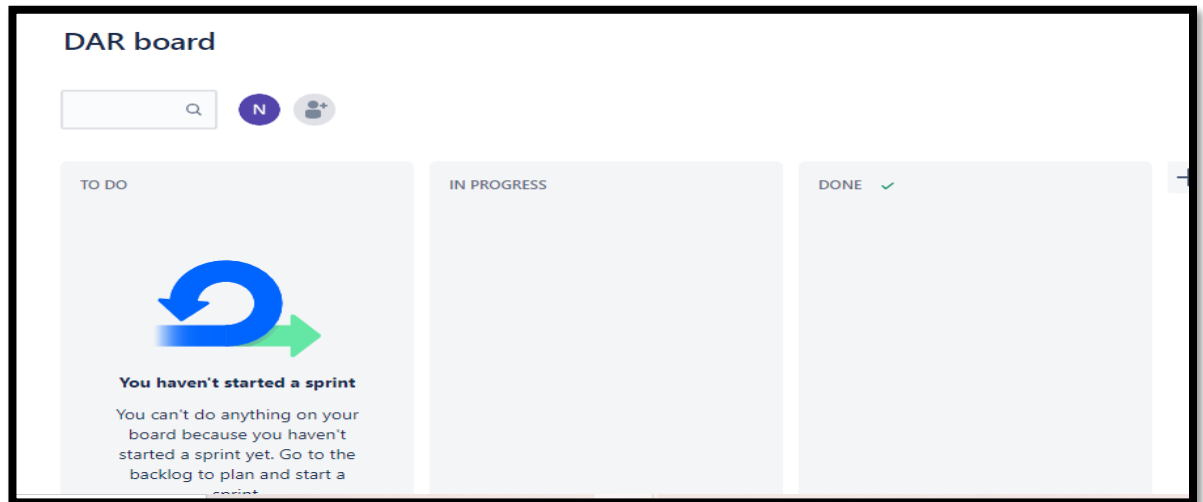 DAR board
N
TO DO
IN PROGRESS
DONE
You haven't started a sprint
You can't do anything on your
board because you haven't
started a sprint yet. Go to the
backlog to plan and start a
sprint